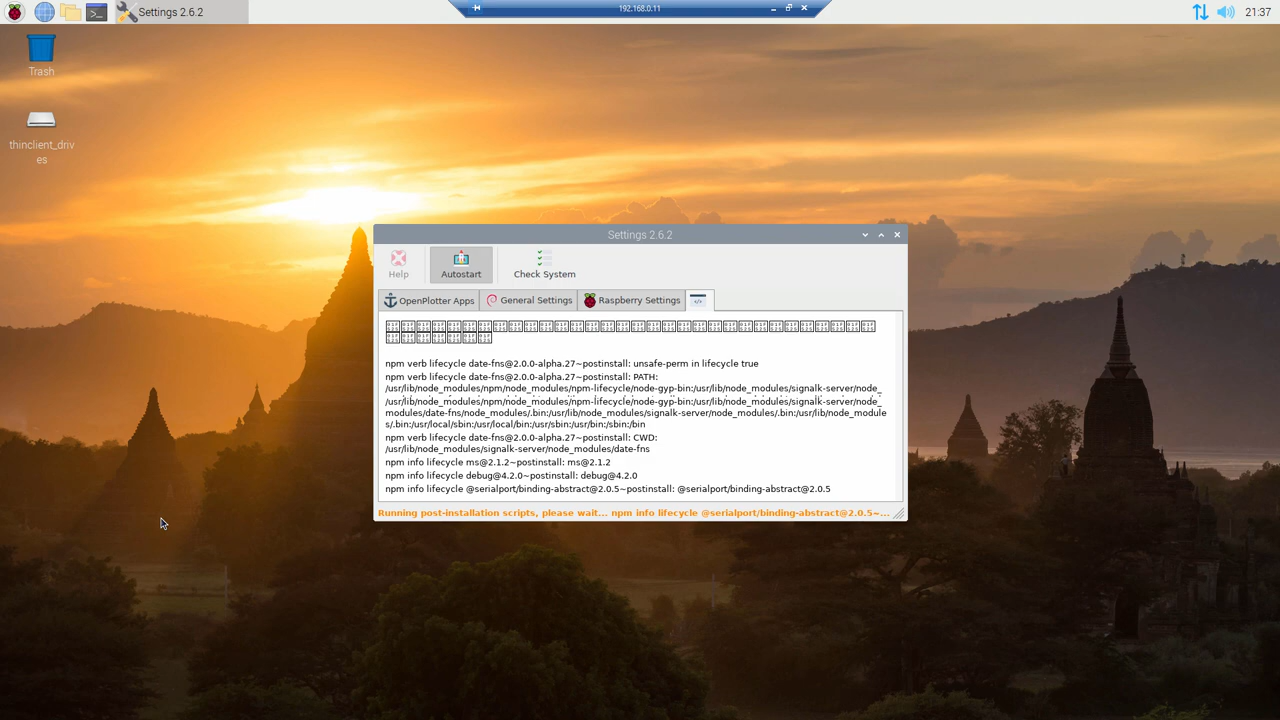 Settings 2.6.2
192.168.0.11
21:37
Trash
thinclient_driv
es
Settings 2.6.2
Help
Autostart
Check System
OpenPlotter Apps
General Settings
Raspberry Settings
</>
npm verb lifecycle date-fns@2.0.0-alpha.27~postinstall: unsafe-perm in lifecycle true
npm verb lifecycle date-fns@2.0.0-alpha.27~postinstall: PATH:
/usr/lib/node_modules/npm/node_modules/npm-lifecycle/node-gyp-bin:/usr/lib/node_modules/signalk-server/node_
/usr/lib/node_modules/npm/node_modules/npm-lifecycle/node-gyp-bin:/usr/lib/node_modules/signalk-server/node_
modules/date-fns/node_modules/.bin:/usr/lib/node_modules/signalk-server/node_modules/.bin:/usr/lib/node_module
s/.bin:/usr/local/sbin:/usr/local/bin:/usr/sbin:/usr/bin:/sbin:/bin
npm verb lifecycle date-fns@2.0.0-alpha.27~postinstall: CWD:
/usr/lib/node_modules/signalk-server/node_modules/date-fns
npm info lifecycle ms@2.1.2~postinstall: ms@2.1.2
npm info lifecycle debug@4.2.0~postinstall: debug@4.2.0
npm info lifecycle @serialport/binding-abstract@2.0.5~postinstall: @serialport/binding-abstract@2.0.5
Running post-installation scripts, please wait... npm info lifecycle @serialport/binding-abstract@2.0.5~...